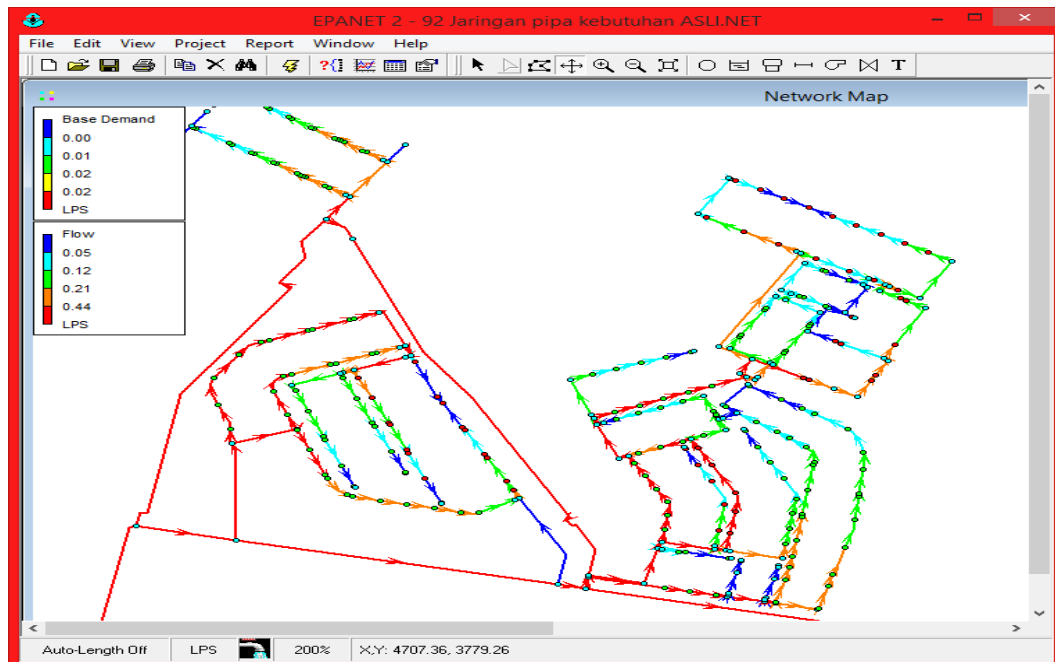 EPANET 2 - 92 Jaringan pipa kebutuhan ASLI.NET
File Edit View Project Report Window Help
T
Network Map
Base Demand
0.00
0.01
0.02
0.02
LPS
Flow
0.05
0.12
0.21
0.44
LPS
Auto-Length Off LPS 200% X,Y: 4707.36, 3779.26